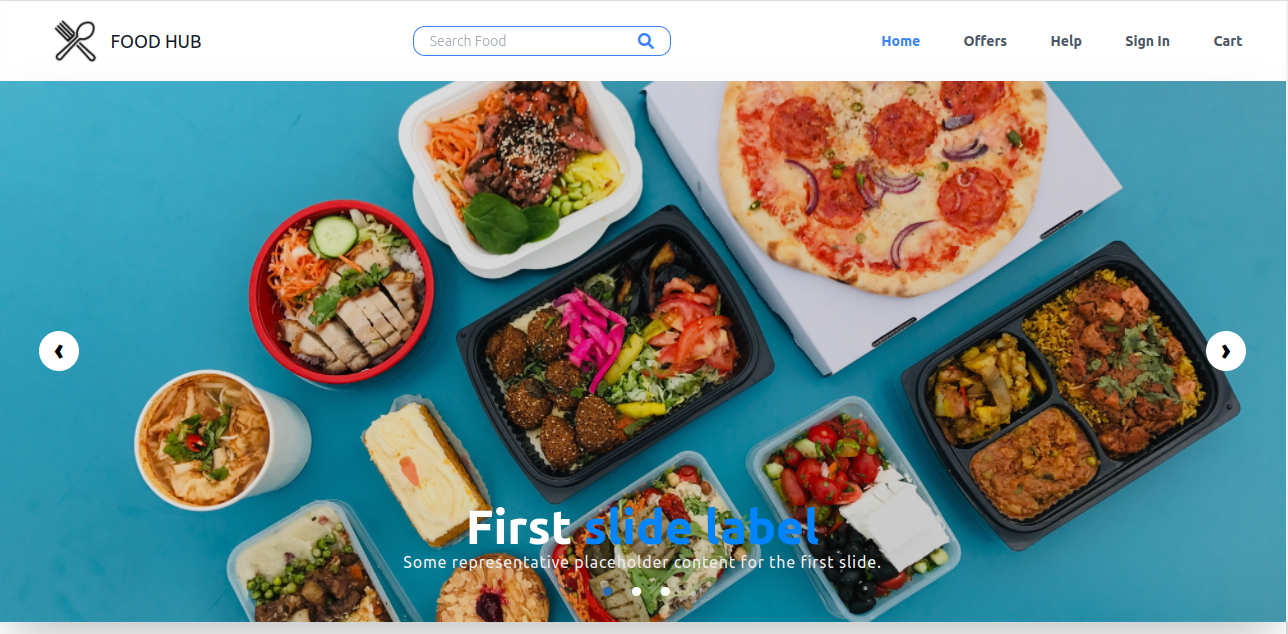 FOOD HUB
Search Food
Home Offers Help Sign In Cart
First slide label
Some representative placeholder content for the first slide.